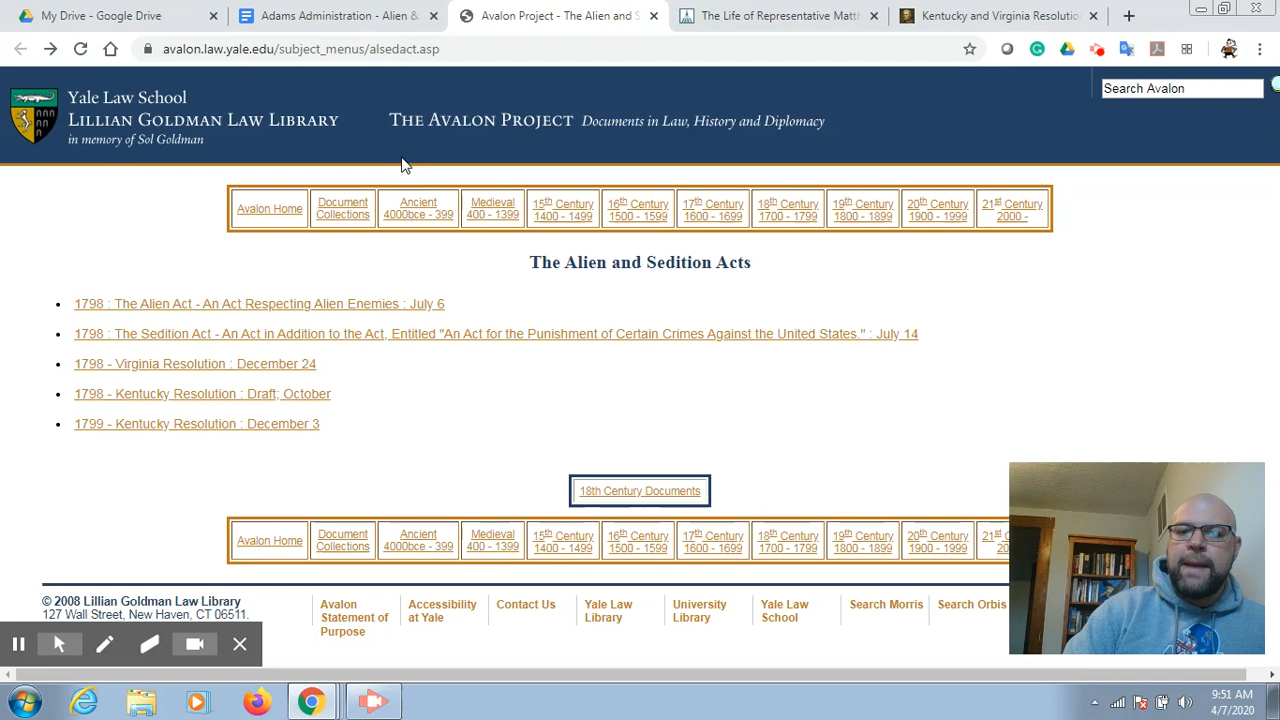 My Drive - Google Driv
Adams Administration - Alien &
Avalon Project - The Alien and S
The Life of Representative Matt
Kentucky and Virginia Resolutio
avalon.law.yale.edu/subject_menus/alsedact.asp
Yale Law School
LILLIAN GOLDMAN LAW LIBRARY
in memory of Sol Goldman
THE AVALON PROJECT Documents in Law, History and Diplomacy
Search Avalon
Avalon Home
Document
Collections
Ancient
4000bce - 399
Medieval
400 - 1399
15th Century
1400 - 1499
16th Century
1500 - 1599
17th Century
1600 - 1699
18th Century
1700 - 1799
19th Century
1800 - 1899
20th Century
1900 - 1999
21st Century
2000 -
The Alien and Sedition Acts
1798 : The Alien Act - An Act Respecting Alien Enemies : July 6
1798 : The Sedition Act - An Act in Addition to the Act, Entitled "An Act for the Punishment of Certain Crimes Against the United States." : July 14
1798 - Virginia Resolution : December 24
1798 - Kentucky Resolution : Draft; October
1799 - Kentucky Resolution : December 3
18th Century Documents
Avalon Home
Document
Collections
Ancient
4000bce - 399
Medieval
400 - 1399
15th Century
1400 - 1499
16th Century
1500 - 1599
17th Century
1600 - 1699
18th Century
1700 - 1799
19th Century
1800 - 1899
20th Century
1900 - 1999
21st
20
© 2008 Lillian Goldman Law Library
127 Wall Street, New Haven, CT 06511.
Avalon
Statement of
Purpose
Accessibility
at Yale
Contact Us
Yale Law
Library
University
Library
Yale Law
School
Search Morris
Search Orbis
9:51 AM
4/7/2020